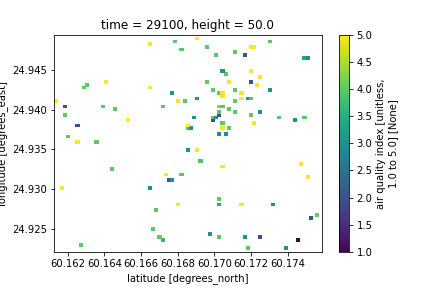 time = 29100, height = 50.0
24.945
24.940
24.935
24.930
24.925
longitude [degrees_east]
60.162 60.164 60.166 60.168 60.170 60.172 60.174
latitude [degrees_north]
5.0
4.5
4.0
3.5
3.0
2.5
2.0
1.5
1.0
air quality index [unitless,
1.0 to 5.0] [None]